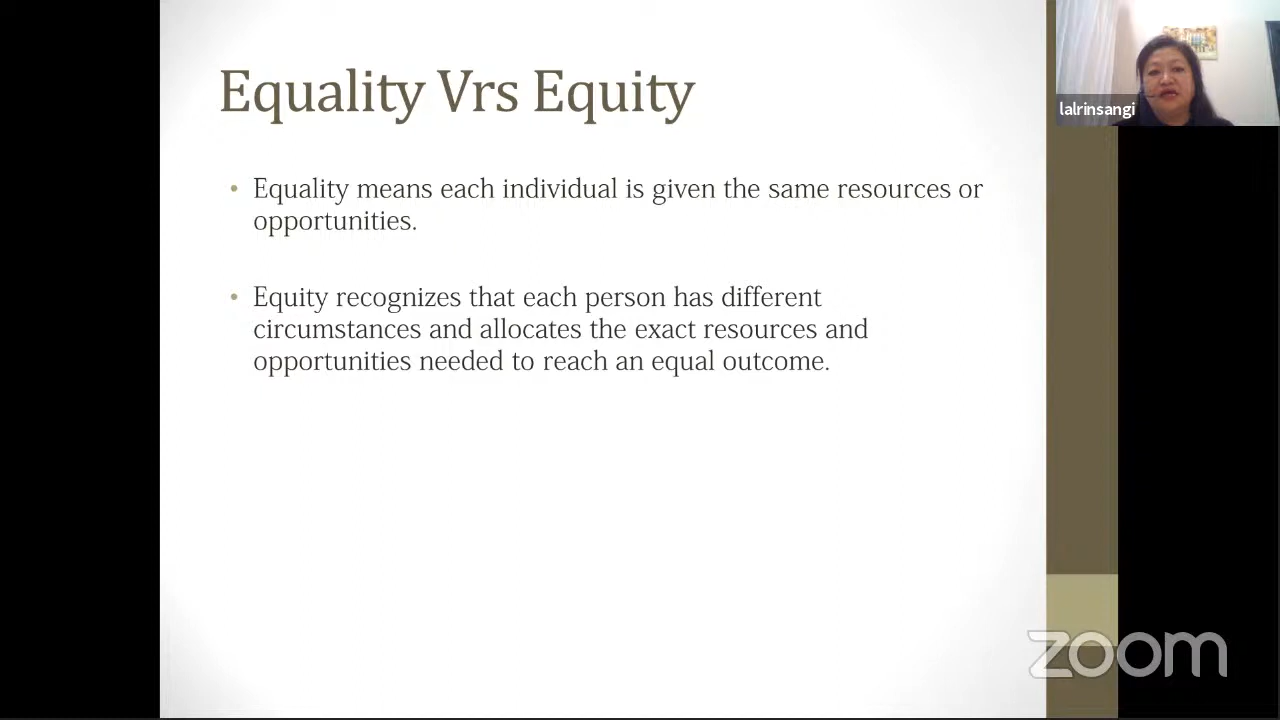 Equality Vrs Equity
• Equality means each individual is given the same resources or
opportunities.
• Equity recognizes that each person has different
circumstances and allocates the exact resources and
opportunities needed to reach an equal outcome.
lalrinsangi
zoom